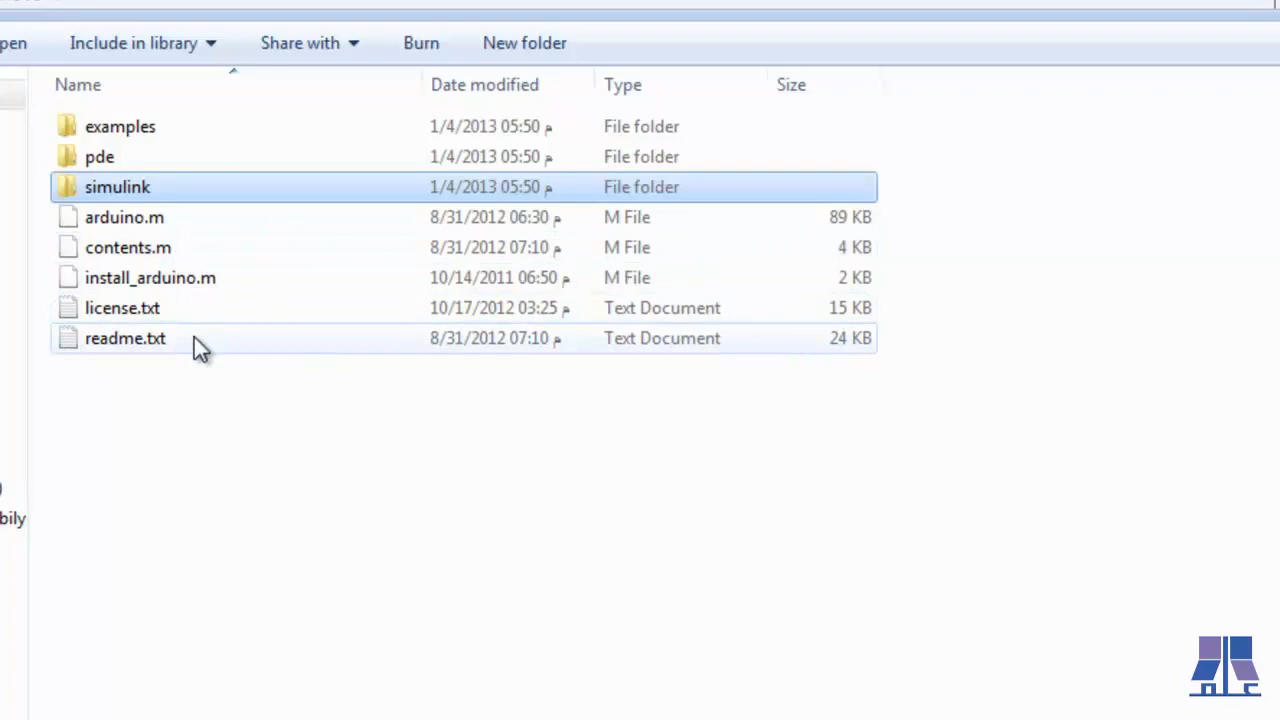 pen Include in library Share with Burn New folder
Name Date modified Type Size
examples 1/4/2013 05:50 م File folder
pde 1/4/2013 05:50 م File folder
simulink 1/4/2013 05:50 م File folder
arduino.m 8/31/2012 06:30 م M File 89 KB
contents.m 8/31/2012 07:10 م M File 4 KB
install_arduino.m 10/14/2011 06:50 م M File 2 KB
license.txt 10/17/2012 03:25 م Text Document 15 KB
readme.txt 8/31/2012 07:10 م Text Document 24 KB
)
bily